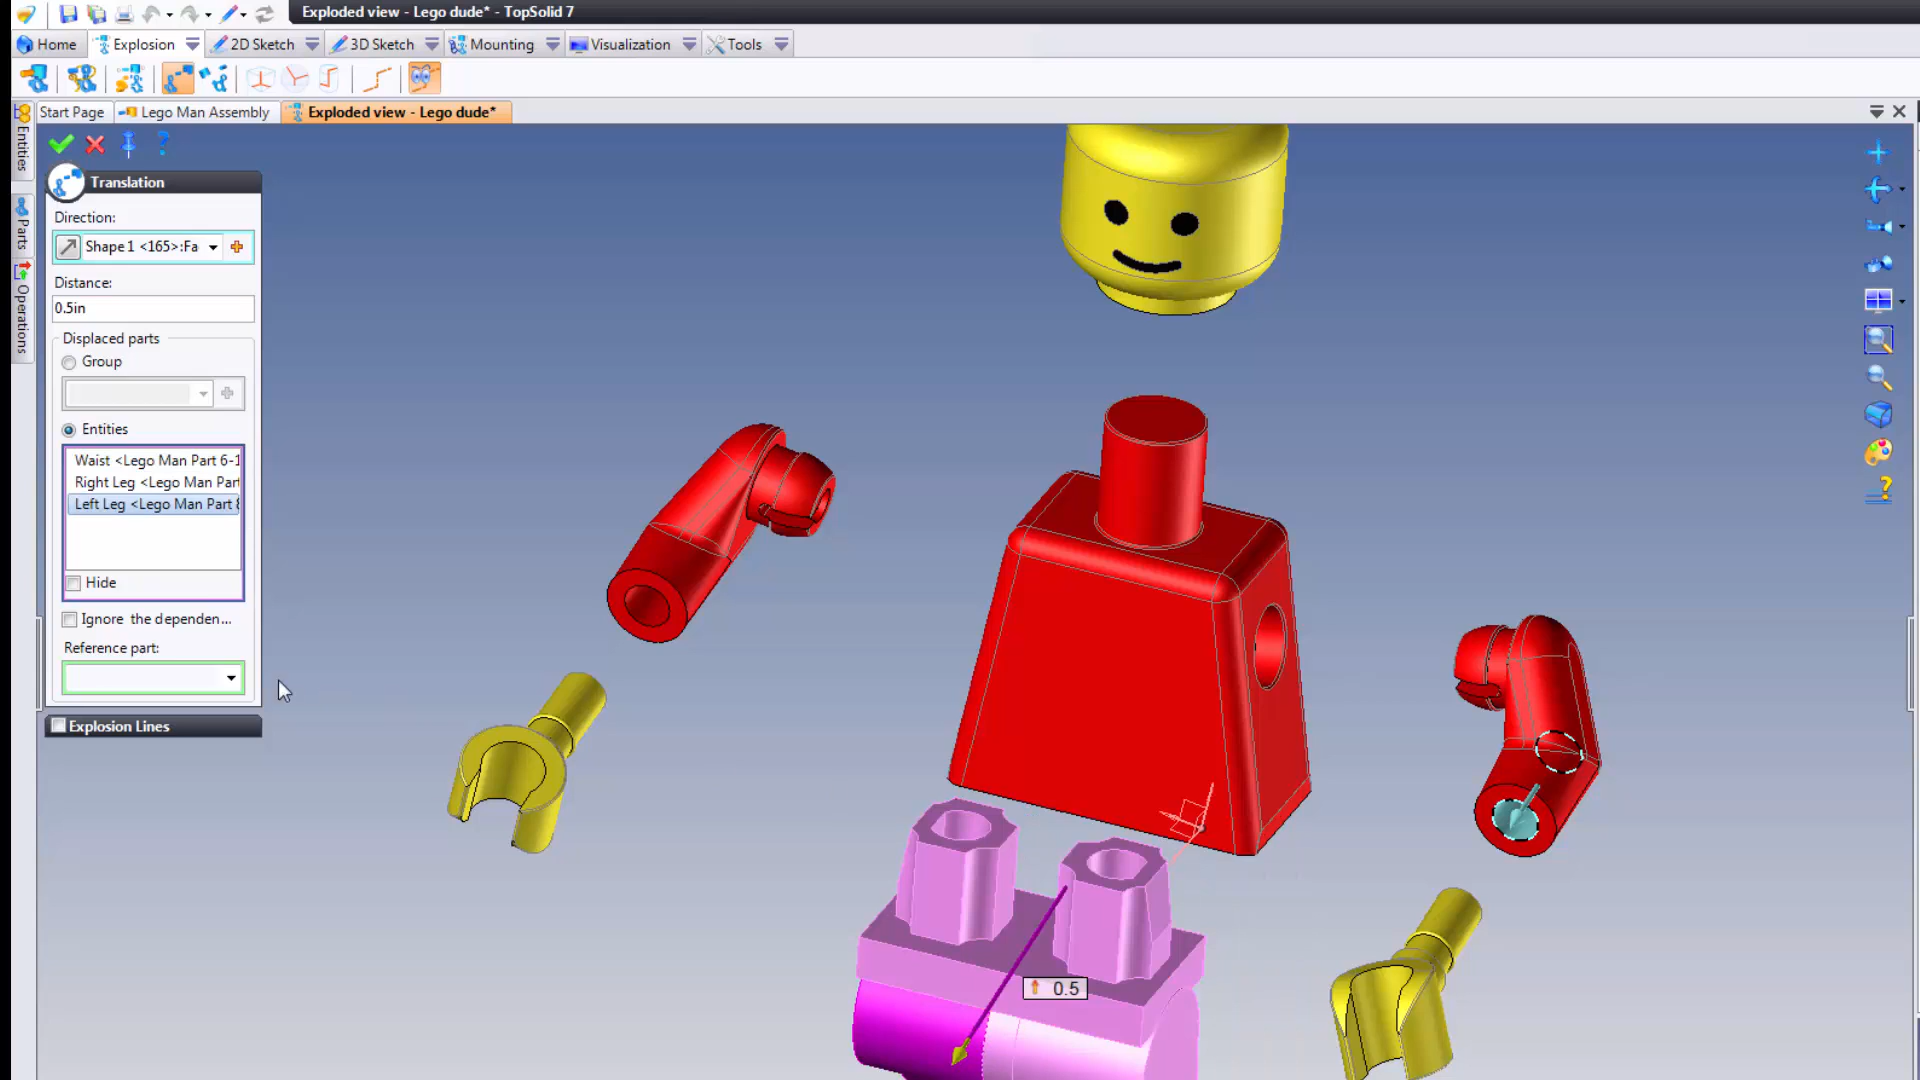 Exploded view - Lego dude* - TopSolid 7
Home Explosion 2D Sketch 3D Sketch Mounting Visualization Tools
Start Page Lego Man Assembly Exploded view - Lego dude*
Entities
Parts
Operations
Translation
Direction:
Shape 1 <165>:Fa
Distance:
0.5in
Displaced parts
Group
Entities
Waist <Lego Man Part 6-1
Right Leg <Lego Man Part
Left Leg <Lego Man Part 8
Hide
Ignore the dependen...
Reference part:
Explosion Lines
0.5